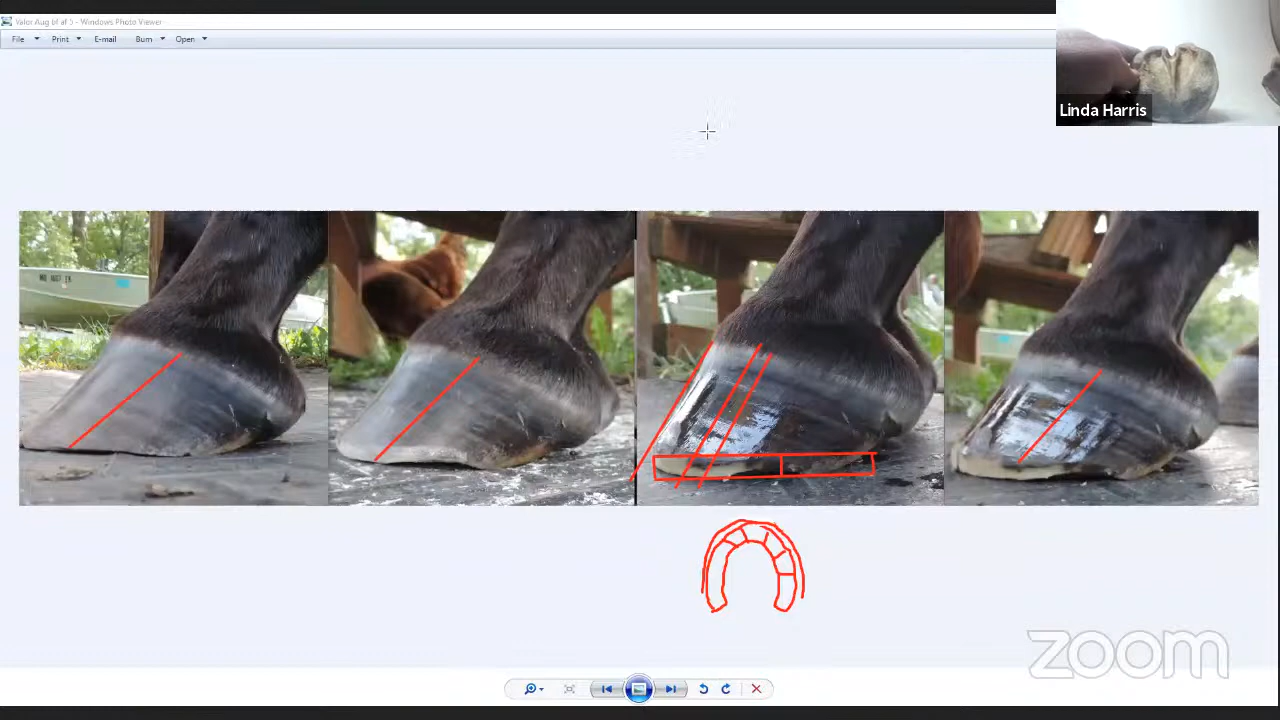 Valor Aug bf af 5 - Windows Photo Viewer
File Print E-mail Burn Open
Linda Harris
zoom